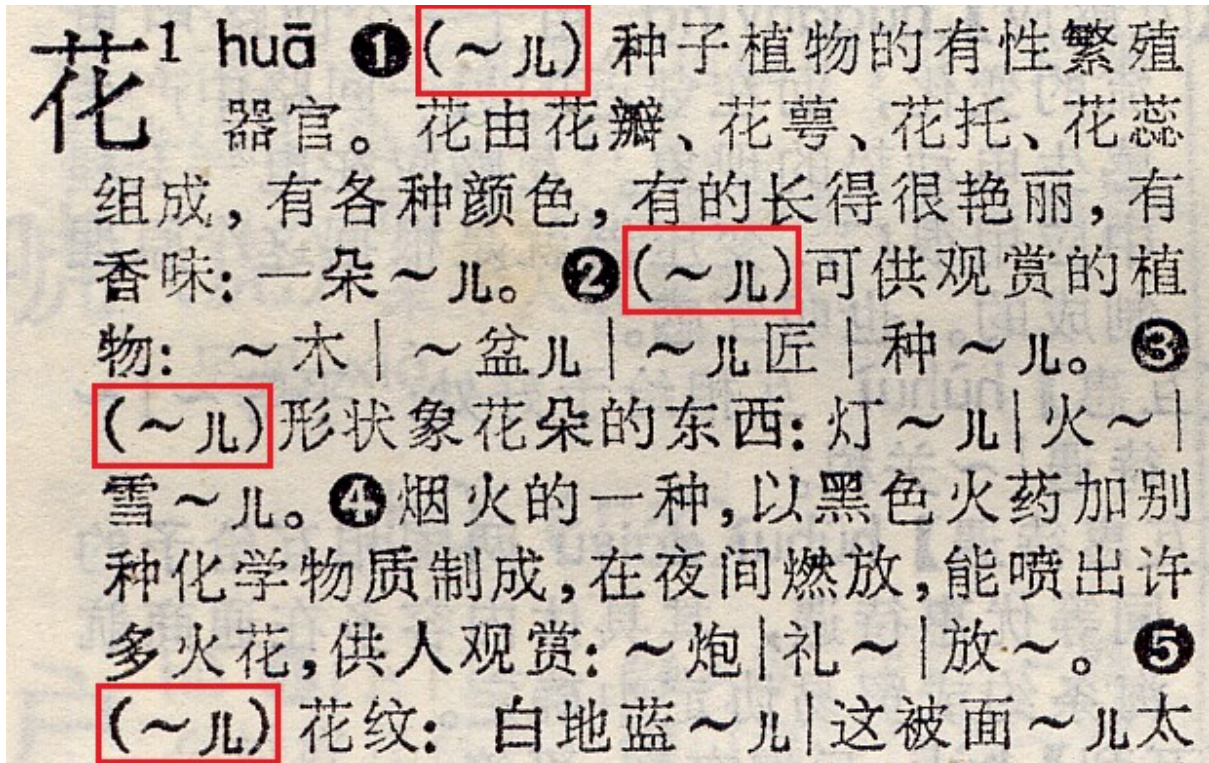 花¹ huā ❶(～儿) 种子植物的有性繁殖
器官。花由花瓣、花萼、花托、花蕊
组成,有各种颜色,有的长得很艳丽,有
香味:一朵～儿。❷(～儿)可供观赏的植
物: ～木|～盆儿|～儿匠|种～儿。❸
(～儿)形状象花朵的东西:灯～儿|火～|
雪～儿。❹烟火的一种,以黑色火药加别
种化学物质制成,在夜间燃放,能喷出许
多火花,供人观赏:～炮|礼～|放～。❺
(～儿) 花纹: 白地蓝～儿|这被面～儿太